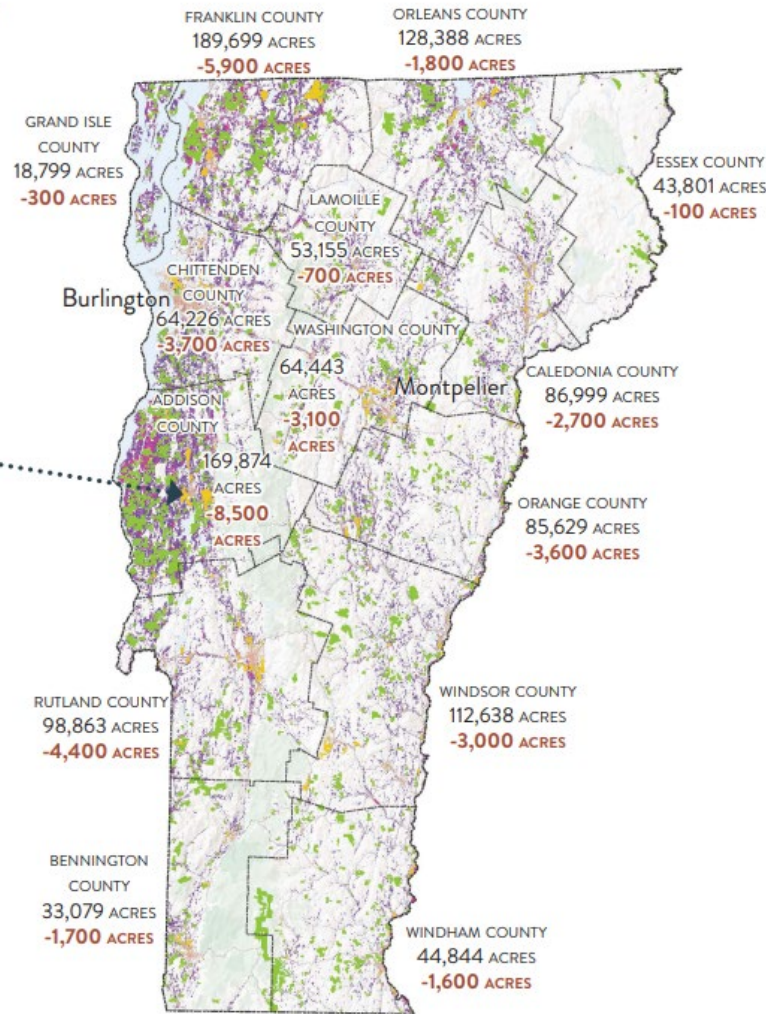 FRANKLIN COUNTY
189,699 ACRES
-5,900 ACRES
ORLEANS COUNTY
128,388 ACRES
-1,800 ACRES
GRAND ISLE
COUNTY
18,799 ACRES
-300 ACRES
ESSEX COUNTY
43,801 ACRES
-100 ACRES
LAMOILLE
COUNTY
53,155 ACRES
-700 ACRES
Burlington
CHITTENDEN
COUNTY
64,226 ACRES
-3,700 ACRES
WASHINGTON COUNTY
64,443
ACRES
-3,100
ACRES
Montpelier
CALEDONIA COUNTY
86,999 ACRES
-2,700 ACRES
ADDISON
COUNTY
169,874
ACRES
-8,500
ACRES
ORANGE COUNTY
85,629 ACRES
-3,600 ACRES
RUTLAND COUNTY
98,863 ACRES
-4,400 ACRES
WINDSOR COUNTY
112,638 ACRES
-3,000 ACRES
BENNINGTON
COUNTY
33,079 ACRES
-1,700 ACRES
WINDHAM COUNTY
44,844 ACRES
-1,600 ACRES